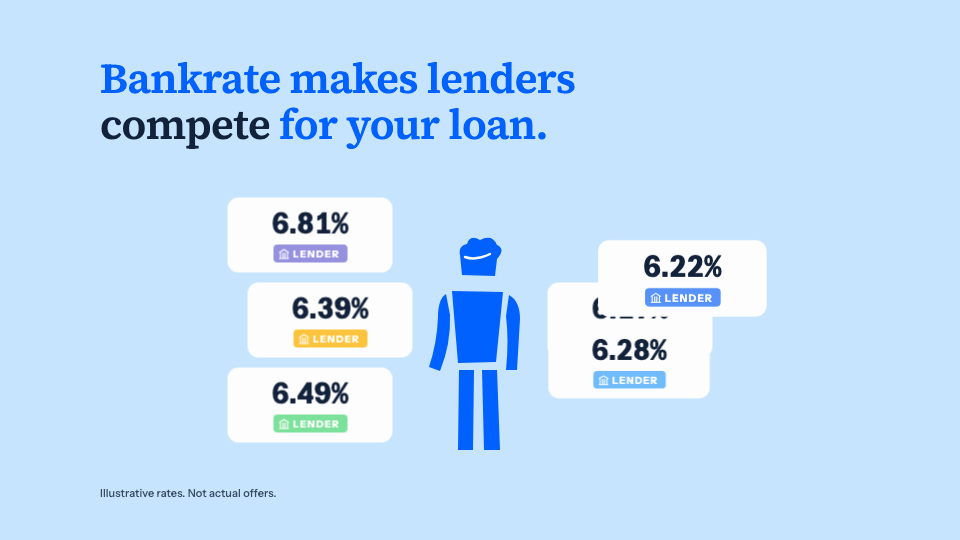 Bankrate makes lenders
compete for your loan.
6.81%
LENDER
6.39%
LENDER
6.49%
LENDER
6.22%
LENDER
6.28%
LENDER
Illustrative rates. Not actual offers.